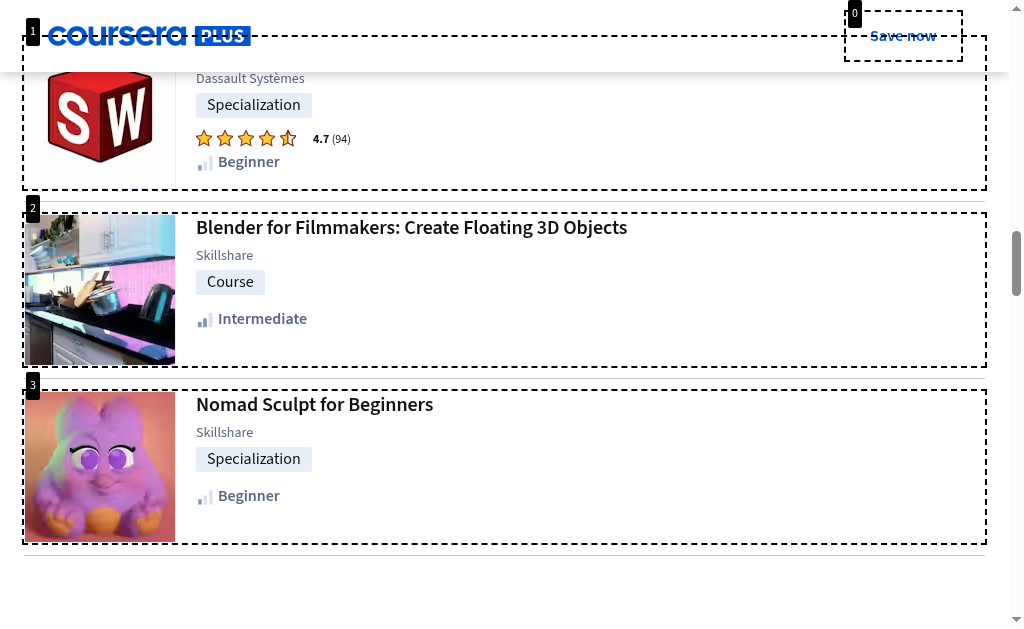 coursera PLUS
Save now
0
1
Dassault Systèmes
SW
Specialization
4.7 (94)
Beginner
2
Blender for Filmmakers: Create Floating 3D Objects
Skillshare
Course
Intermediate
3
Nomad Sculpt for Beginners
Skillshare
Specialization
Beginner